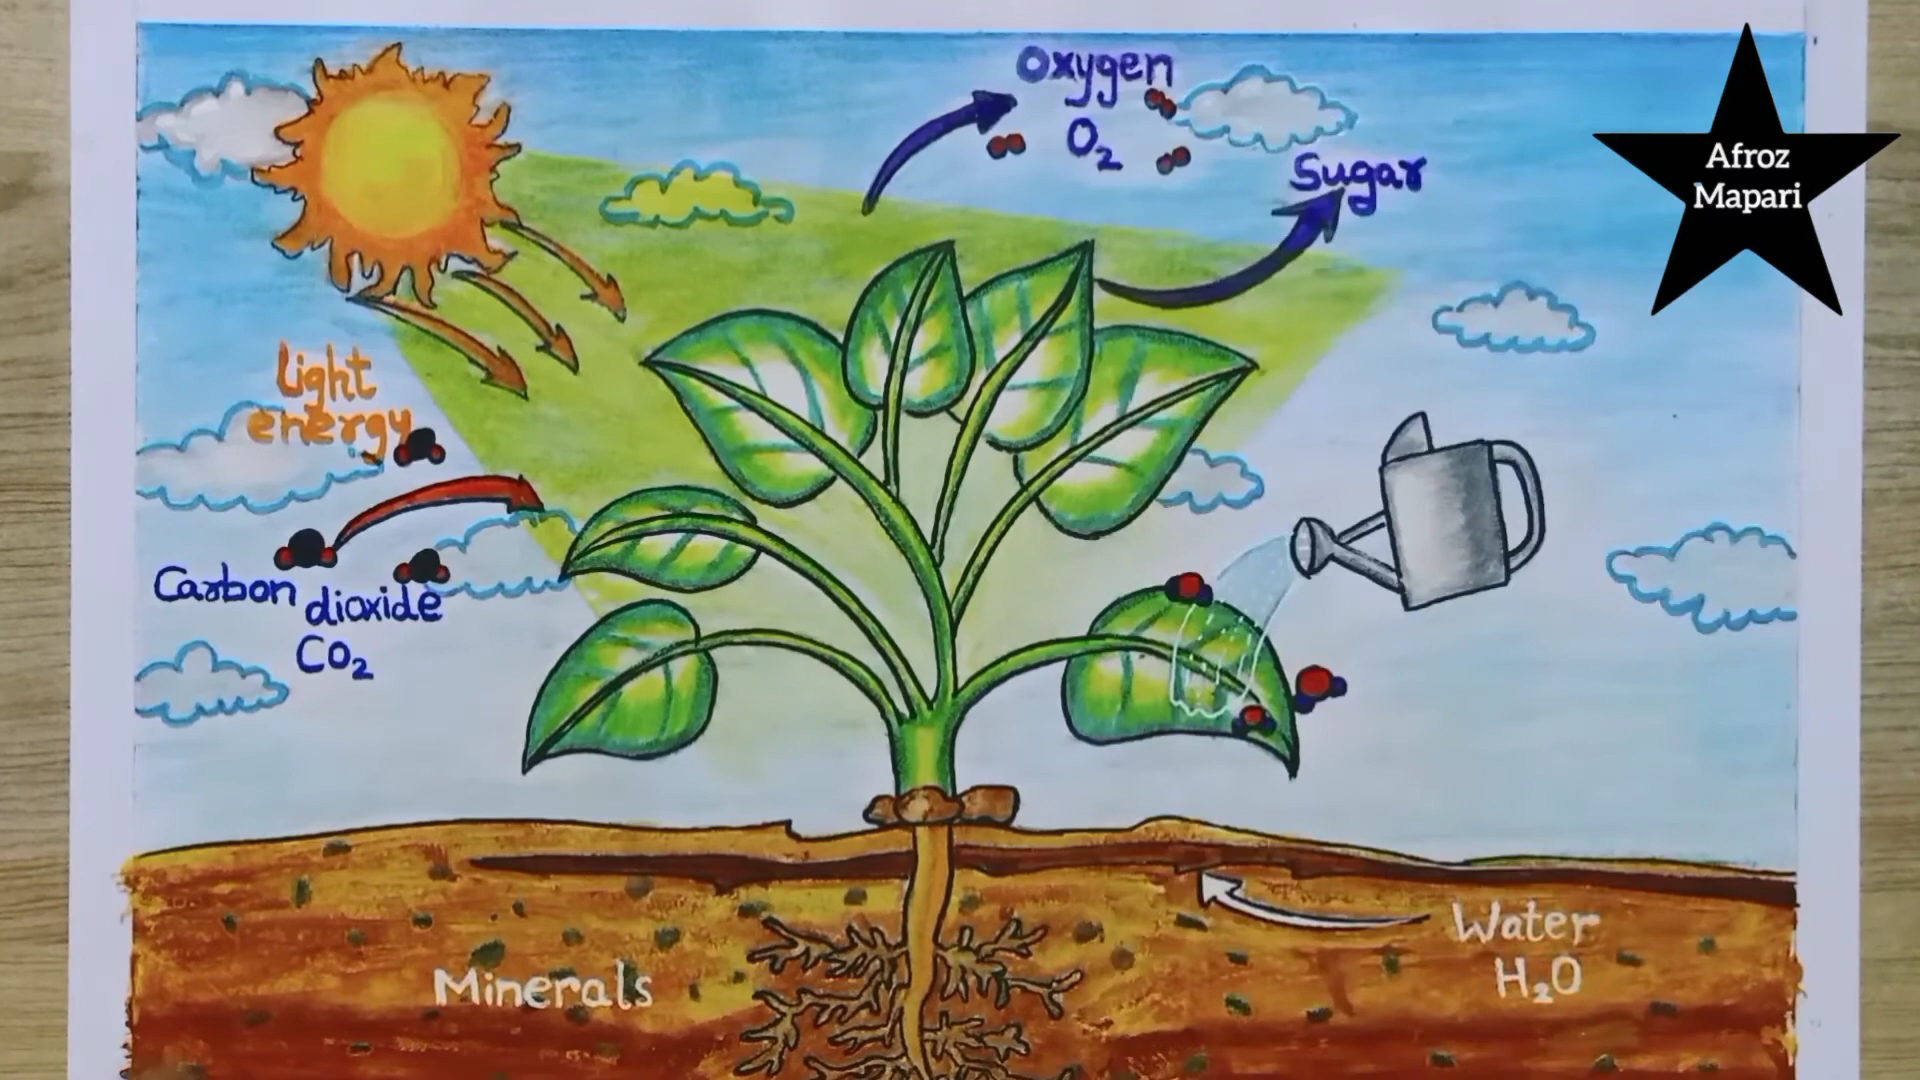 Oxygen
O₂
Sugar
Afroz
Mapari
Light
energy
Carbon dioxide
CO₂
Water
H₂O
Minerals